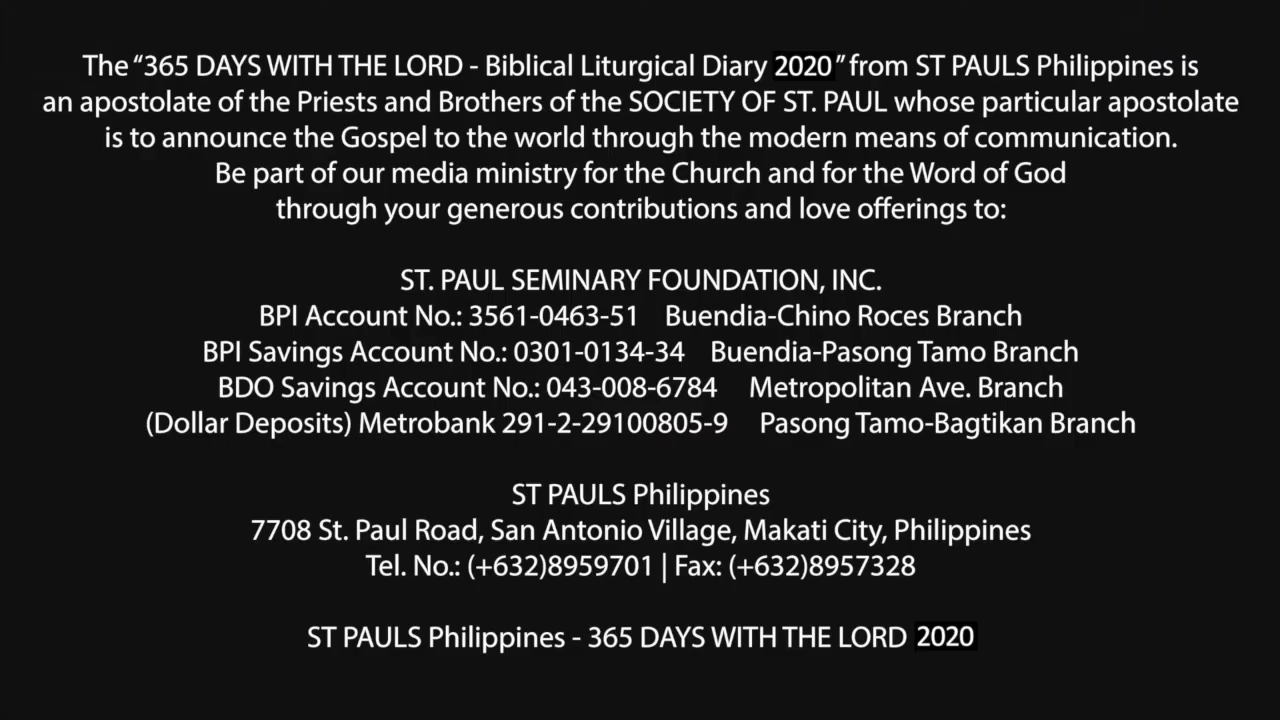 The “365 DAYS WITH THE LORD - Biblical Liturgical Diary 2020” from ST PAULS Philippines is
an apostolate of the Priests and Brothers of the SOCIETY OF ST. PAUL whose particular apostolate
is to announce the Gospel to the world through the modern means of communication.
Be part of our media ministry for the Church and for the Word of God
through your generous contributions and love offerings to:
ST. PAUL SEMINARY FOUNDATION, INC.
BPI Account No.: 3561-0463-51 Buendia-Chino Roces Branch
BPI Savings Account No.: 0301-0134-34 Buendia-Pasong Tamo Branch
BDO Savings Account No.: 043-008-6784 Metropolitan Ave. Branch
(Dollar Deposits) Metrobank 291-2-29100805-9 Pasong Tamo-Bagtikan Branch
ST PAULS Philippines
7708 St. Paul Road, San Antonio Village, Makati City, Philippines
Tel. No.: (+632)8959701 | Fax: (+632)8957328
ST PAULS Philippines - 365 DAYS WITH THE LORD 2020